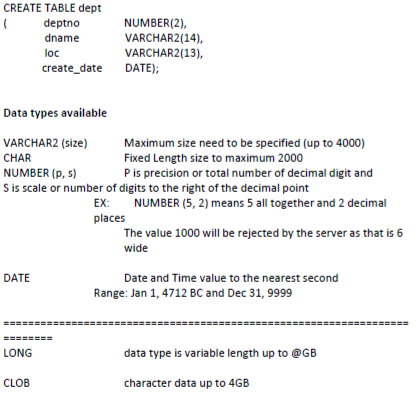 CREATE TABLE dept
( deptno NUMBER(2),
dname VARCHAR2(14),
loc VARCHAR2(13),
create_date DATE);
Data types available
VARCHAR2 (size) Maximum size need to be specified (up to 4000)
CHAR Fixed Length size to maximum 2000
NUMBER (p, s) P is precision or total number of decimal digit and
S is scale or number of digits to the right of the decimal point
EX: NUMBER (5, 2) means 5 all together and 2 decimal
places
The value 1000 will be rejected by the server as that is 6
wide
DATE Date and Time value to the nearest second
Range: Jan 1, 4712 BC and Dec 31, 9999
=================================================================
========
LONG data type is variable length up to @GB
CLOB character data up to 4GB